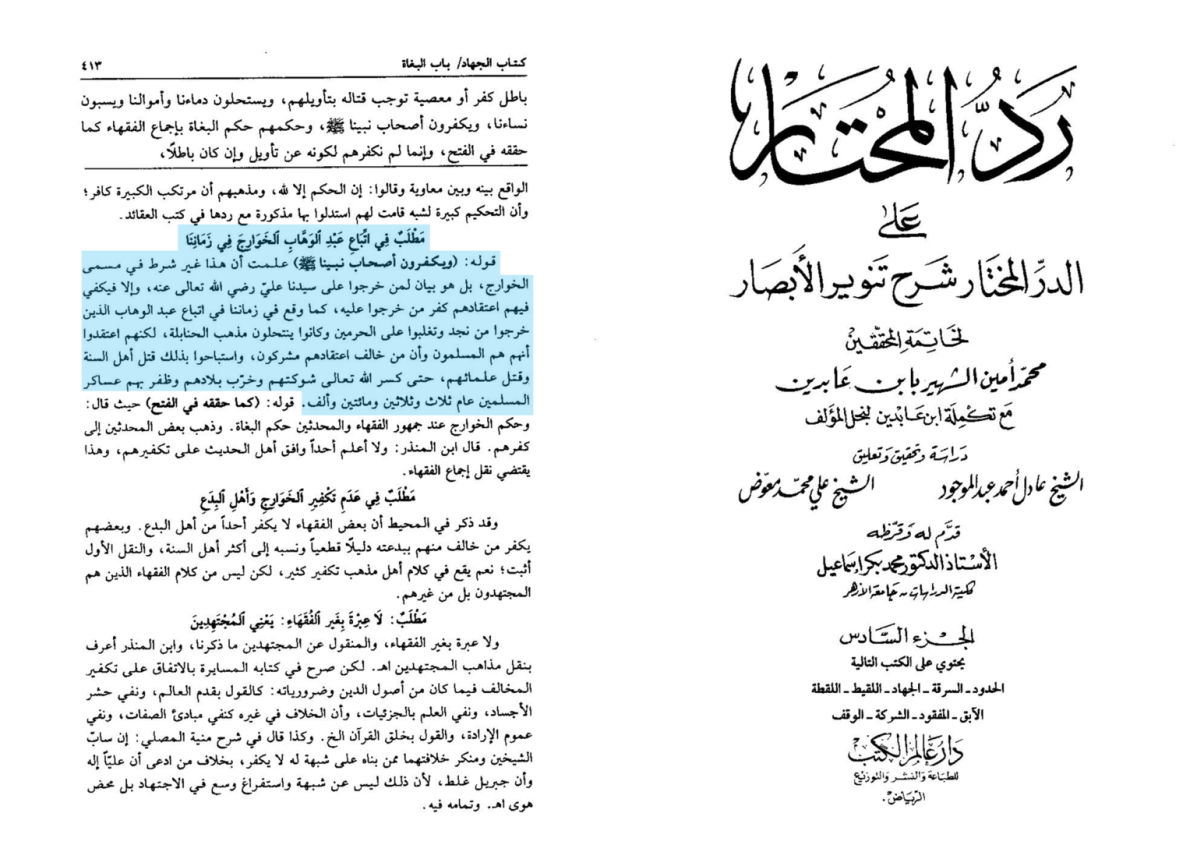 رَدُّ المُحْتَار
عَلَى
الدرّ المختار شرح تنوير الأبصار
لخاتمة المحققين
محمد أمين الشهير بابن عابدين
مع تكملة ابن عابدين لنجل المؤلف
دراسة وتحقيق وتعليق
الشيخ عادل أحمد عبد الموجود    الشيخ علي محمد معوّض
قدّم له وقرّظه
الأستاذ الدكتور محمد بكر إسماعيل
كلية الدراسات - جامعة الأزهر
الجزء السّادس
يحتوي على الكتب التالية
الحدود ـ السرقة ـ الجهاد ـ اللقيط ـ اللقطة
الآبق ـ المفقود ـ الشركة ـ الوقف
دار عالم الكتب
للطباعة والنشر والتوزيع
الرياض.
كتاب الجهاد/ باب البغاة ٤١٣
باطل كفر أو معصية توجب قتاله بتأويلهم، ويستحلون دماءنا وأموالنا ويسبون
نساءنا، ويكفرون أصحاب نبينا ﷺ، وحكمهم حكم البغاة بإجماع الفقهاء كما
حققه في الفتح، وإنما لم نكفرهم لكونه عن تأويل وإن كان باطلًا،
الواقع بينه وبين معاوية وقالوا: إن الحكم إلا لله، ومذهبهم أن مرتكب الكبيرة كافر؛
وأن التحكيم كبيرة لشبه قامت لهم استدلوا بها مذكورة مع ردها في كتب العقائد.
مَطْلَبٌ فِي اتْبَاعِ عَبْدِ الوَهَّابِ الخَوَارِجِ فِي زَمَانِنَا
قوله: (ويكفرون أصحاب نبينا ﷺ) علمت أن هذا غير شرط في مسمى
الخوارج، بل هو بيان لمن خرجوا على سيدنا عليّ رضي الله تعالى عنه، وإلا فيكفي
فيهم اعتقادهم كفر من خرجوا عليه، كما وقع في زماننا في اتباع عبد الوهاب الذين
خرجوا من نجد وتغلبوا على الحرمين وكانوا ينتحلون مذهب الحنابلة، لكنهم اعتقدوا
أنهم هم المسلمون وأن من خالف اعتقادهم مشركون، واستباحوا بذلك قتل أهل السنة
وقتل علمائهم، حتى كسر الله تعالى شوكتهم وخرّب بلادهم وظفر بهم عساكر
المسلمين عام ثلاث وثلاثين ومائتين وألف. قوله: (كما حققه في الفتح) حيث قال:
وحكم الخوارج عند جمهور الفقهاء والمحدثين حكم البغاة. وذهب بعض المحدثين إلى
كفرهم. قال ابن المنذر: ولا أعلم أحداً وافق أهل الحديث على تكفيرهم، وهذا
يقتضي نقل إجماع الفقهاء.
مَطْلَبٌ فِي عَدَمِ تَكْفِيرِ الخَوَارِجِ وَأَهْلِ البِدَعِ
وقد ذكر في المحيط أن بعض الفقهاء لا يكفر أحداً من أهل البدع. وبعضهم
يكفر من خالف منهم ببدعته دليلًا قطعياً ونسبه إلى أكثر أهل السنة، والنقل الأول
أثبت؛ نعم يقع في كلام أهل مذهب تكفير كثير، لكن ليس من كلام الفقهاء الذين هم
المجتهدون بل من غيرهم.
مَطْلَبٌ: لَا عِبْرَةَ بِغَيرِ الفُقَهَاءِ: يَعْنِي المُجْتَهِدِينَ
ولا عبرة بغير الفقهاء، والمنقول عن المجتهدين ما ذكرنا، وابن المنذر أعرف
بنقل مذاهب المجتهدين اهـ. لكن صرح في كتابه المسايرة بالاتفاق على تكفير
المخالف فيما كان من أصول الدين وضرورياته: كالقول بقدم العالم، ونفي حشر
الأجساد، ونفي العلم بالجزئيات، وأن الخلاف في غيره كنفي مبادئ الصفات، ونفي
عموم الإرادة، والقول بخلق القرآن الخ. وكذا قال في شرح منية المصلي: إن سابّ
الشيخين ومنكر خلافتهما ممن بناه على شبهة له لا يكفر، بخلاف من ادعى أن عليّاً إله
وأن جبريل غلط، لأن ذلك ليس عن شبهة واستفراغ وسع في الاجتهاد بل محض
هوى اهـ. وتمامه فيه.